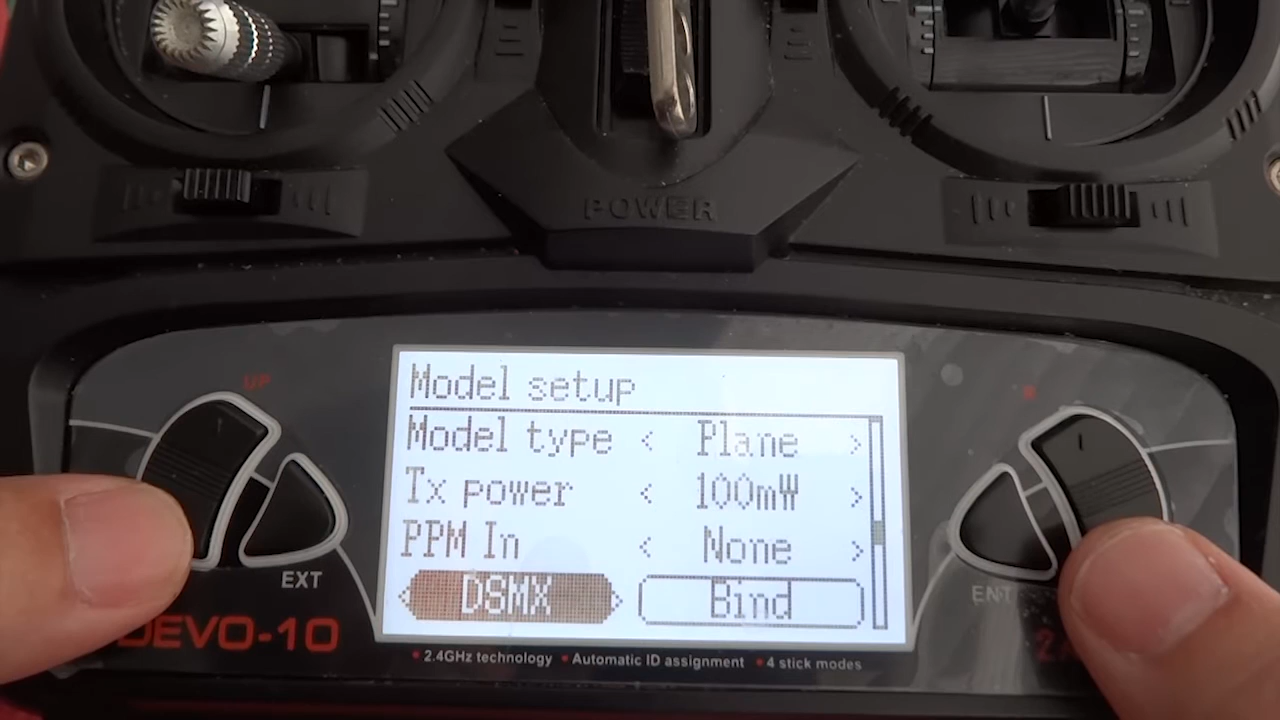 POWER
UP
R
Model setup
Model type < Plane >
Tx power < 100mW >
PPM In < None >
<DSMX> Bind
EXT
ENT
DEVO-10
• 2.4GHz technology • Automatic ID assignment • 4 stick modes